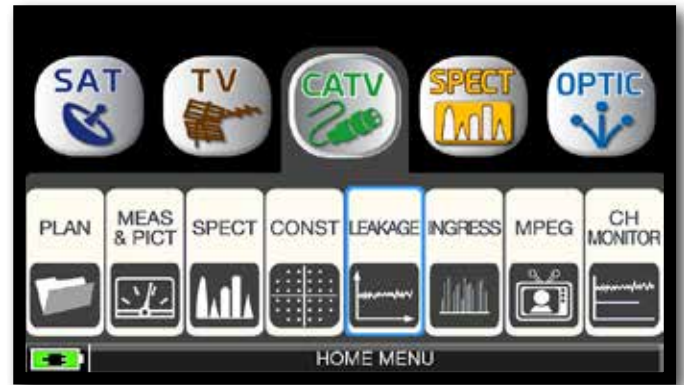 SAT
TV
CATV
SPECT
OPTIC
PLAN
MEAS
& PICT
SPECT
CONST
LEAKAGE
INGRESS
MPEG
CH
MONITOR
HOME MENU